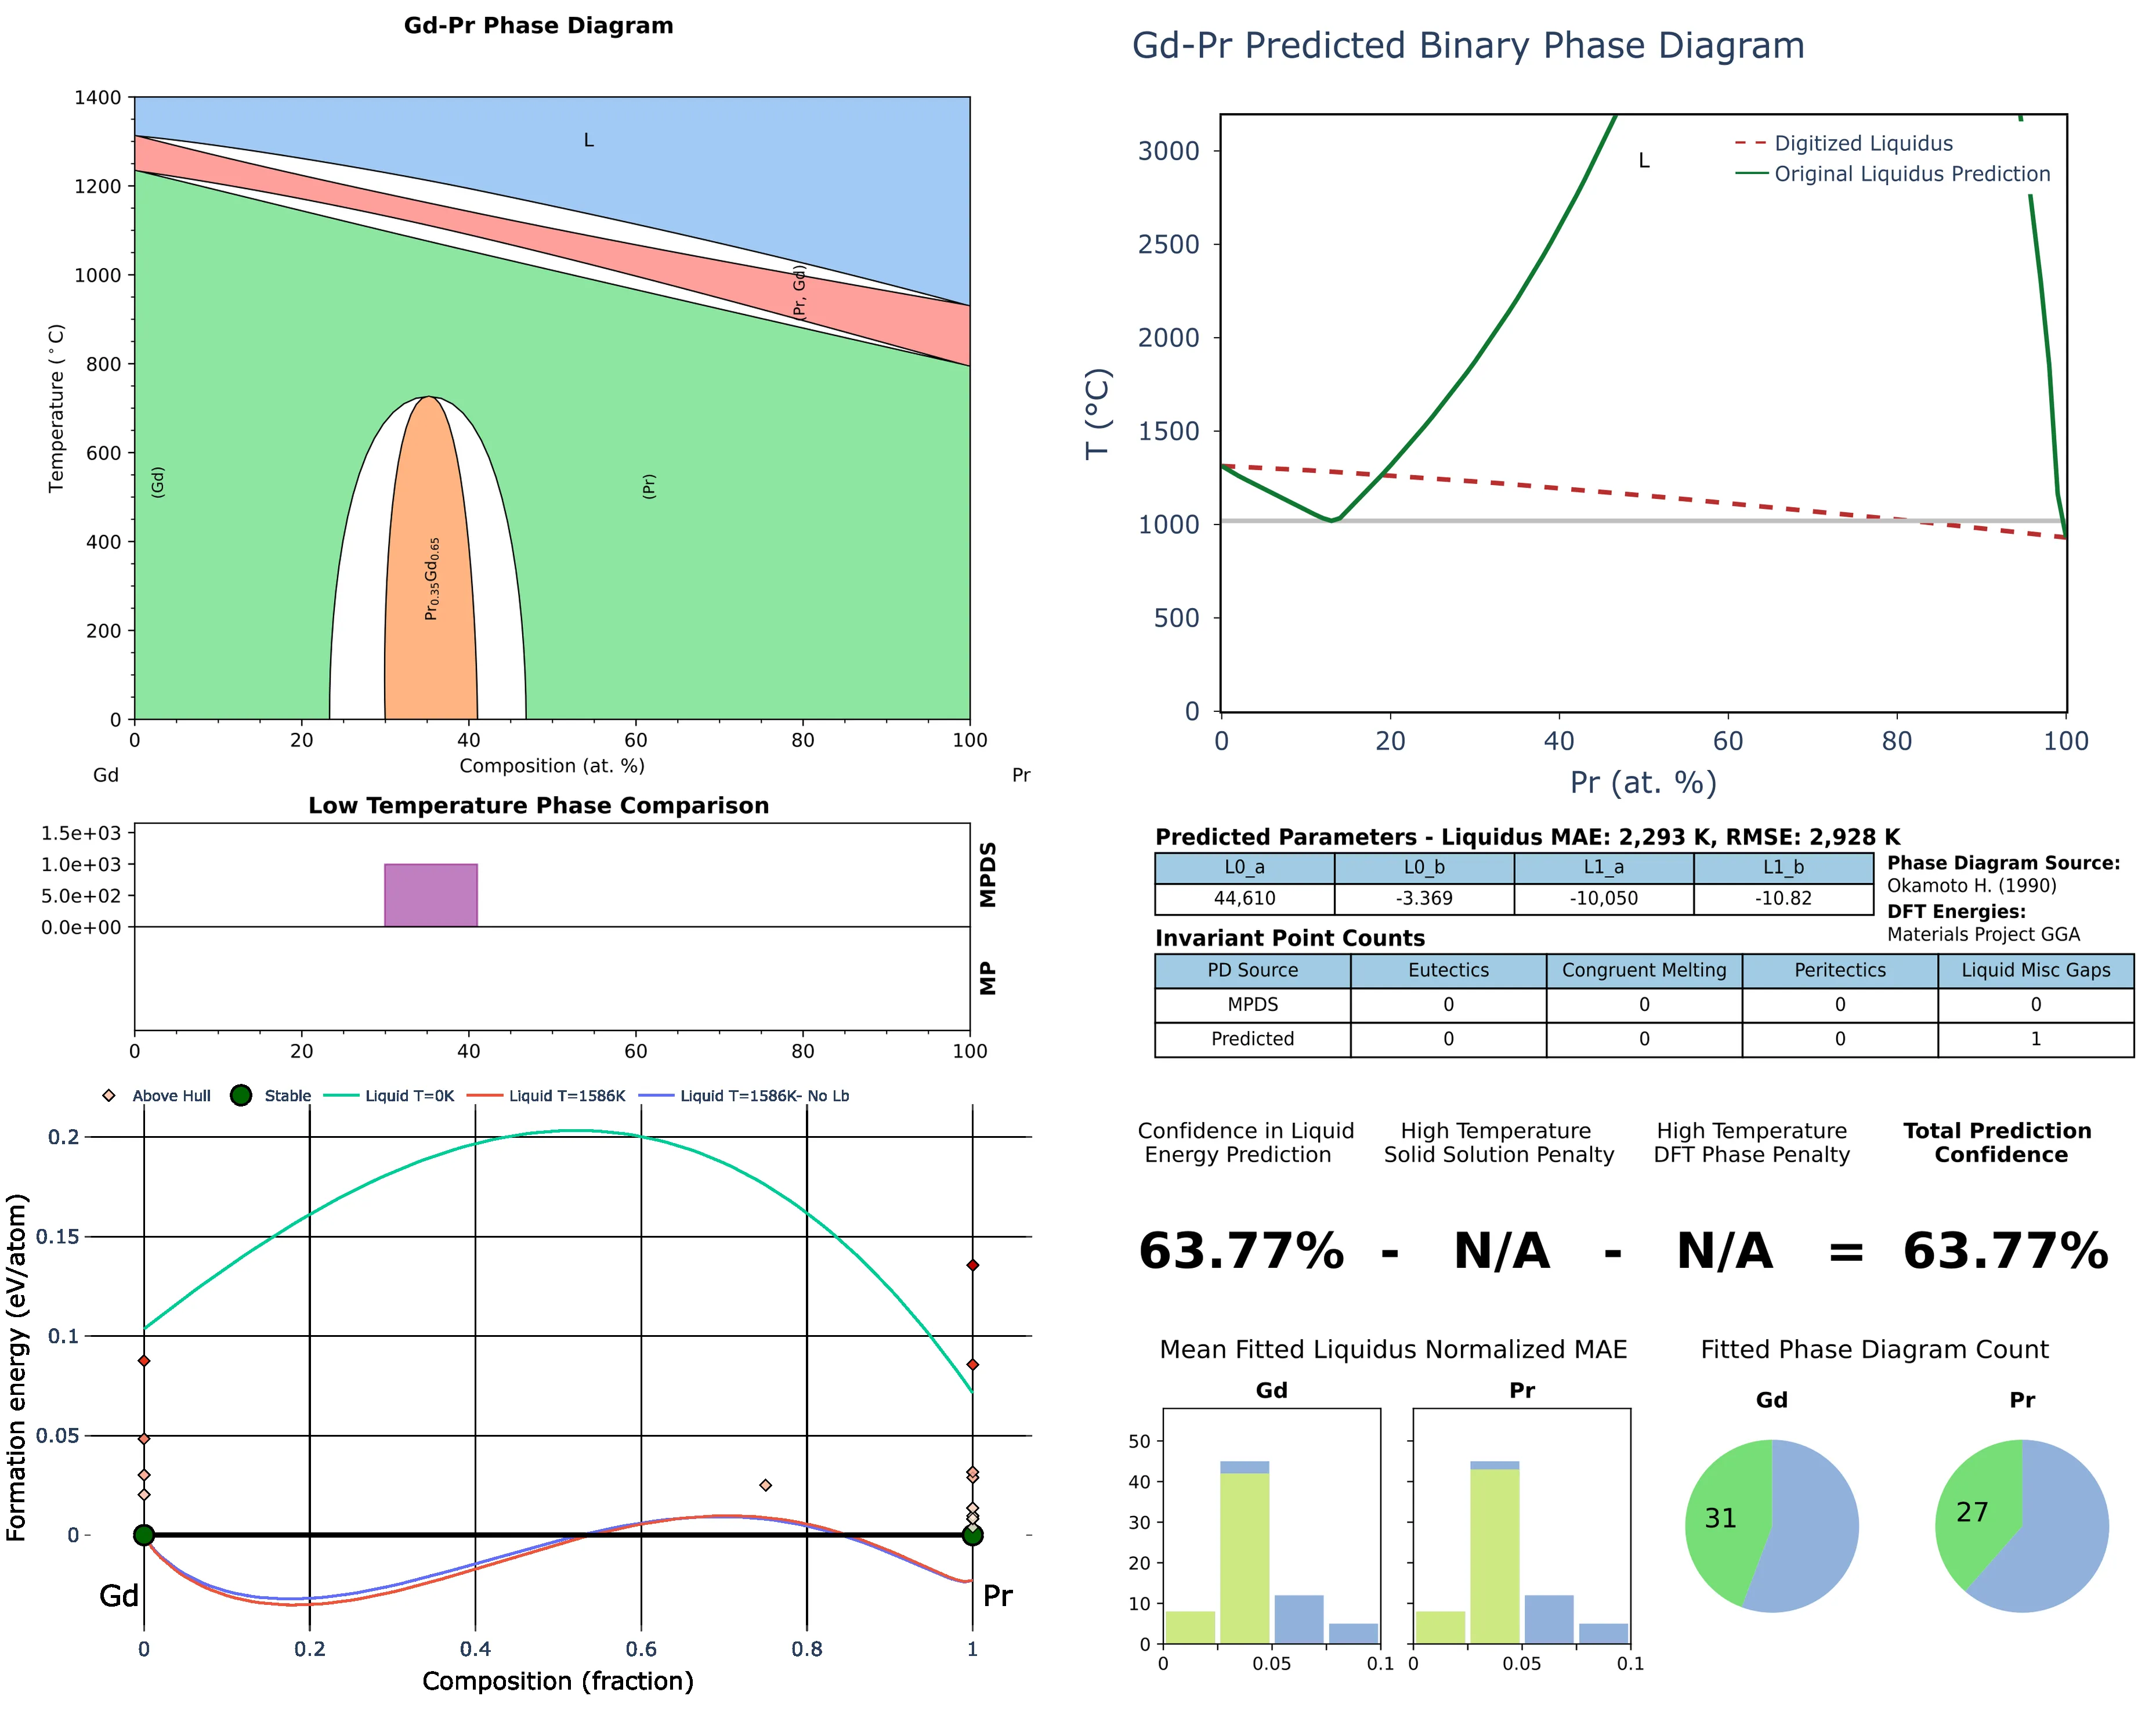 Gd-Pr Phase Diagram
1400
1200
1000
800
600
400
200
0
Temperature (°C)
L
(Pr, Gd)
(Gd)
(Pr)
Pr0.35Gd0.65
0 20 40 60 80 100
Composition (at. %)
Gd Pr
Low Temperature Phase Comparison
1.5e+03
1.0e+03
5.0e+02
0.0e+00
MPDS
MP
0 20 40 60 80 100
Above Hull Stable Liquid T=0K Liquid T=1586K Liquid T=1586K- No Lb
0.2
0.15
0.1
0.05
0
Formation energy (eV/atom)
Gd Pr
0 0.2 0.4 0.6 0.8 1
Composition (fraction)
Gd-Pr Predicted Binary Phase Diagram
3000
2500
2000
1500
1000
500
0
T (°C)
L
Digitized Liquidus
Original Liquidus Prediction
0 20 40 60 80 100
Pr (at. %)
Predicted Parameters - Liquidus MAE: 2,293 K, RMSE: 2,928 K
L0_a L0_b L1_a L1_b
44,610 -3.369 -10,050 -10.82
Phase Diagram Source:
Okamoto H. (1990)
DFT Energies:
Materials Project GGA
Invariant Point Counts
PD Source Eutectics Congruent Melting Peritectics Liquid Misc Gaps
MPDS 0 0 0 0
Predicted 0 0 0 1
Confidence in Liquid
Energy Prediction
High Temperature
Solid Solution Penalty
High Temperature
DFT Phase Penalty
Total Prediction
Confidence
63.77% - N/A - N/A = 63.77%
Mean Fitted Liquidus Normalized MAE
Gd Pr
50
40
30
20
10
0
0 0.05 0.1 0 0.05 0.1
Fitted Phase Diagram Count
Gd Pr
31 27